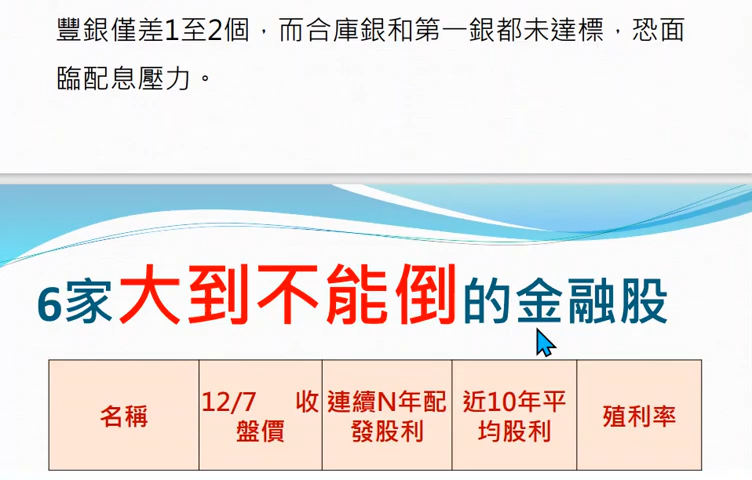 豐銀僅差1至2個，而合庫銀和第一銀都未達標，恐面
臨配息壓力。
6家大到不能倒的金融股
名稱
12/7 收
盤價
連續N年配
發股利
近10年平
均股利
殖利率